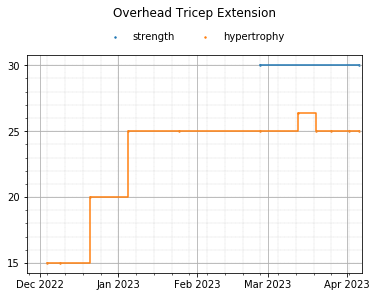 Overhead Tricep Extension
strength hypertrophy
30
25
20
15
Dec 2022 Jan 2023 Feb 2023 Mar 2023 Apr 2023